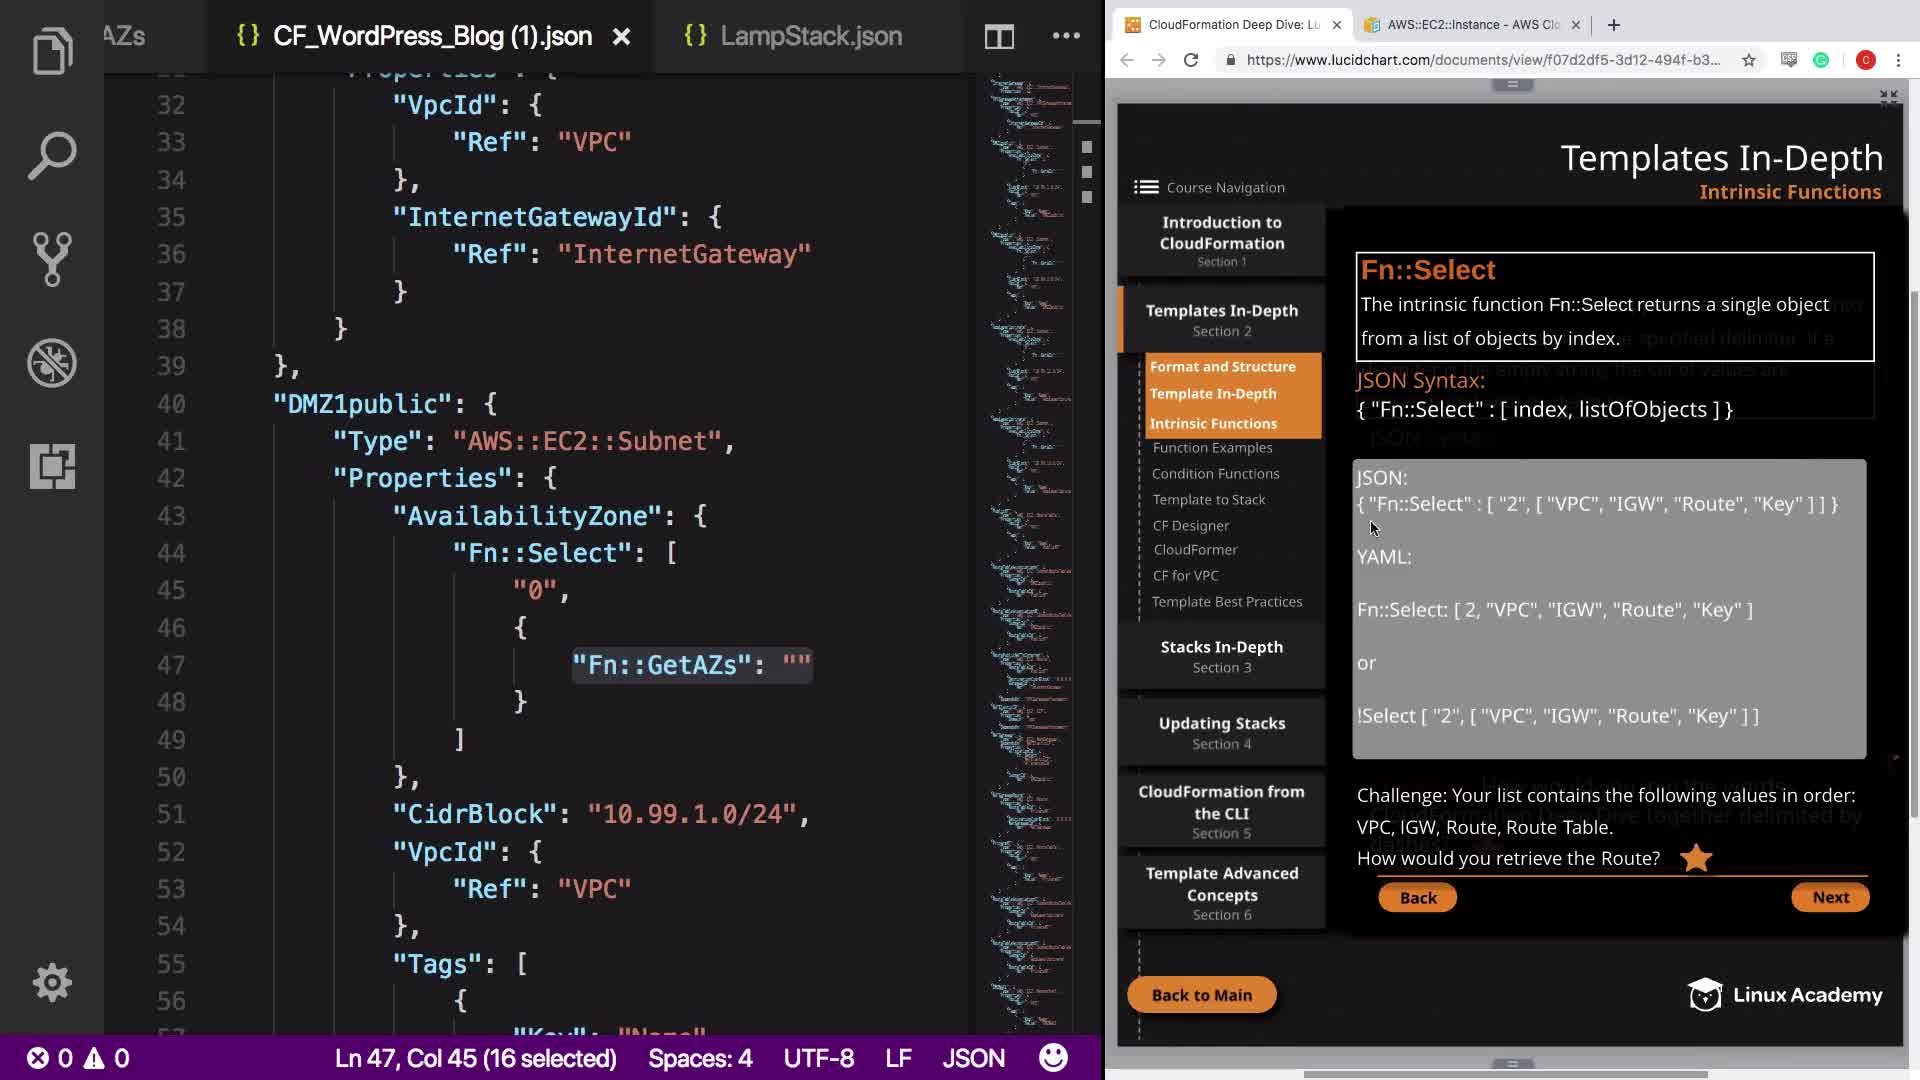 AZs
{} CF_WordPress_Blog (1).json
{} LampStack.json
32 "VpcId": {
33 "Ref": "VPC"
34 },
35 "InternetGatewayId": {
36 "Ref": "InternetGateway"
37 }
38 }
39 },
40 "DMZ1public": {
41 "Type": "AWS::EC2::Subnet",
42 "Properties": {
43 "AvailabilityZone": {
44 "Fn::Select": [
45 "0",
46 {
47 "Fn::GetAZs": ""
48 }
49 ]
50 },
51 "CidrBlock": "10.99.1.0/24",
52 "VpcId": {
53 "Ref": "VPC"
54 },
55 "Tags": [
56 {
"Key": "Name"
0 0
Ln 47, Col 45 (16 selected)
Spaces: 4
UTF-8
LF
JSON
CloudFormation Deep Dive: Lu
AWS::EC2::Instance - AWS Clo
https://www.lucidchart.com/documents/view/f07d2df5-3d12-494f-b3...
C
Templates In-Depth
Intrinsic Functions
Course Navigation
Introduction to
CloudFormation
Section 1
Templates In-Depth
Section 2
Format and Structure
Template In-Depth
Intrinsic Functions
Function Examples
Condition Functions
Template to Stack
CF Designer
CloudFormer
CF for VPC
Template Best Practices
Stacks In-Depth
Section 3
Updating Stacks
Section 4
CloudFormation from
the CLI
Section 5
Template Advanced
Concepts
Section 6
Back to Main
Fn::Select
The intrinsic function Fn::Select returns a single object
from a list of objects by index.
JSON Syntax:
{ "Fn::Select" : [ index, listOfObjects ] }
JSON:
{ "Fn::Select" : [ "2", [ "VPC", "IGW", "Route", "Key" ] ] }
YAML:
Fn::Select: [ 2, "VPC", "IGW", "Route", "Key" ]
or
!Select [ "2", [ "VPC", "IGW", "Route", "Key" ] ]
Challenge: Your list contains the following values in order:
VPC, IGW, Route, Route Table.
How would you retrieve the Route?
Back
Next
Linux Academy